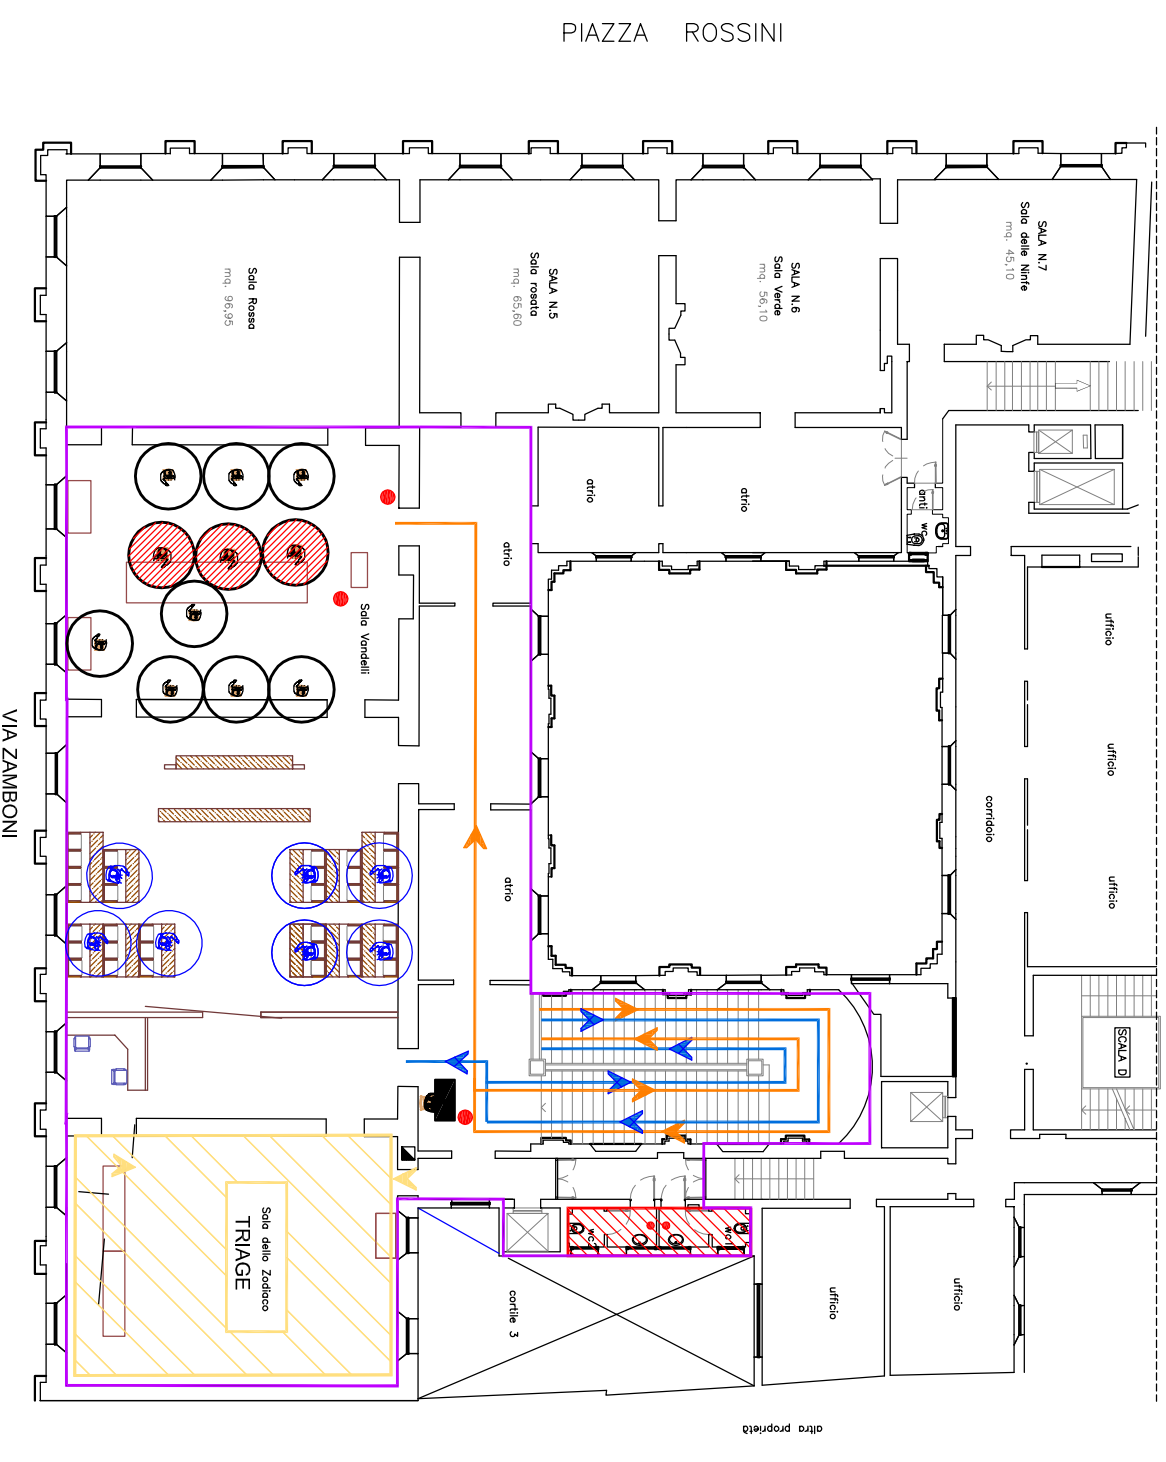 PIAZZA ROSSINI
SALA N.7
Sala delle Ninfe
mq. 45,10
SALA N.6
Sala Verde
mq. 56,10
SALA N.5
Sala rosata
mq. 65,60
Sala Rossa
mq. 96,95
atrio
atrio
anti
wc
atrio
Sala Vandelli
ufficio
ufficio
corridoio
ufficio
VIA ZAMBONI
atrio
SCALA D
Sala dello Zodiaco
TRIAGE
cortile 3
ufficio
ufficio
altra proprietà